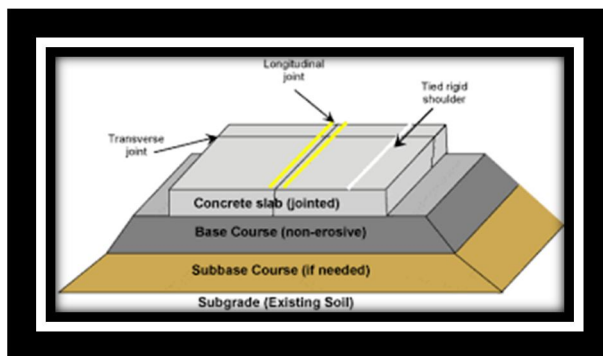 Longitudinal
joint
Tied rigid
shoulder
Transverse
joint
Concrete slab (jointed)
Base Course (non-erosive)
Subbase Course (if needed)
Subgrade (Existing Soil)